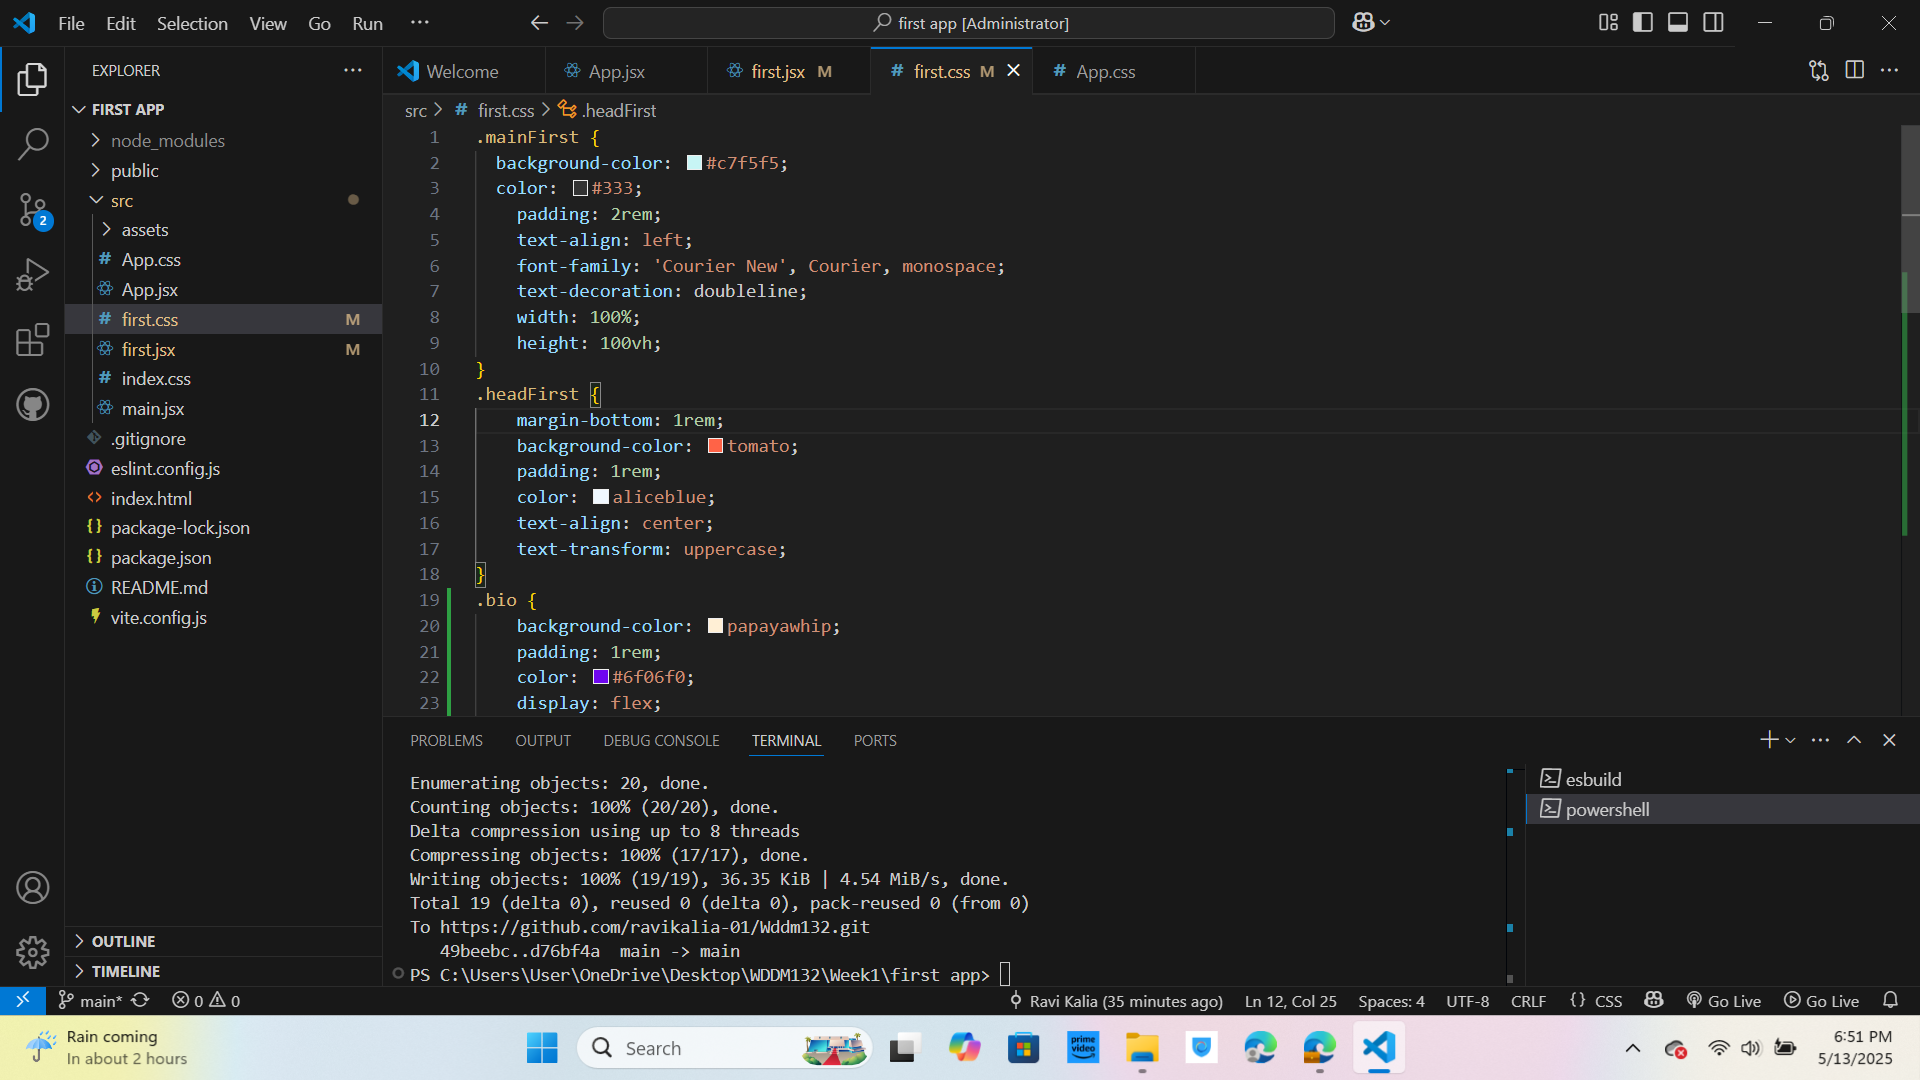 File Edit Selection View Go Run ···
first app [Administrator]
EXPLORER
FIRST APP
node_modules
public
src
assets
# App.css
App.jsx
# first.css M
first.jsx M
# index.css
main.jsx
.gitignore
eslint.config.js
<> index.html
{} package-lock.json
{} package.json
README.md
vite.config.js
OUTLINE
TIMELINE
Welcome
App.jsx
first.jsx M
# first.css M
# App.css
src > # first.css > .headFirst
1 .mainFirst {
2 background-color: #c7f5f5;
3 color: #333;
4 padding: 2rem;
5 text-align: left;
6 font-family: 'Courier New', Courier, monospace;
7 text-decoration: doubleline;
8 width: 100%;
9 height: 100vh;
10 }
11 .headFirst {
12 margin-bottom: 1rem;
13 background-color: tomato;
14 padding: 1rem;
15 color: aliceblue;
16 text-align: center;
17 text-transform: uppercase;
18 }
19 .bio {
20 background-color: papayawhip;
21 padding: 1rem;
22 color: #6f06f0;
23 display: flex;
2
PROBLEMS OUTPUT DEBUG CONSOLE TERMINAL PORTS
Enumerating objects: 20, done.
Counting objects: 100% (20/20), done.
Delta compression using up to 8 threads
Compressing objects: 100% (17/17), done.
Writing objects: 100% (19/19), 36.35 KiB | 4.54 MiB/s, done.
Total 19 (delta 0), reused 0 (delta 0), pack-reused 0 (from 0)
To https://github.com/ravikalia-01/Wddm132.git
49beebc..d76bf4a main -> main
PS C:\Users\User\OneDrive\Desktop\WDDM132\Week1\first app>
esbuild
powershell
main* 0 0 Ravi Kalia (35 minutes ago) Ln 12, Col 25 Spaces: 4 UTF-8 CRLF {} CSS Go Live Go Live
Rain coming
In about 2 hours
Search
prime video
6:51 PM
5/13/2025